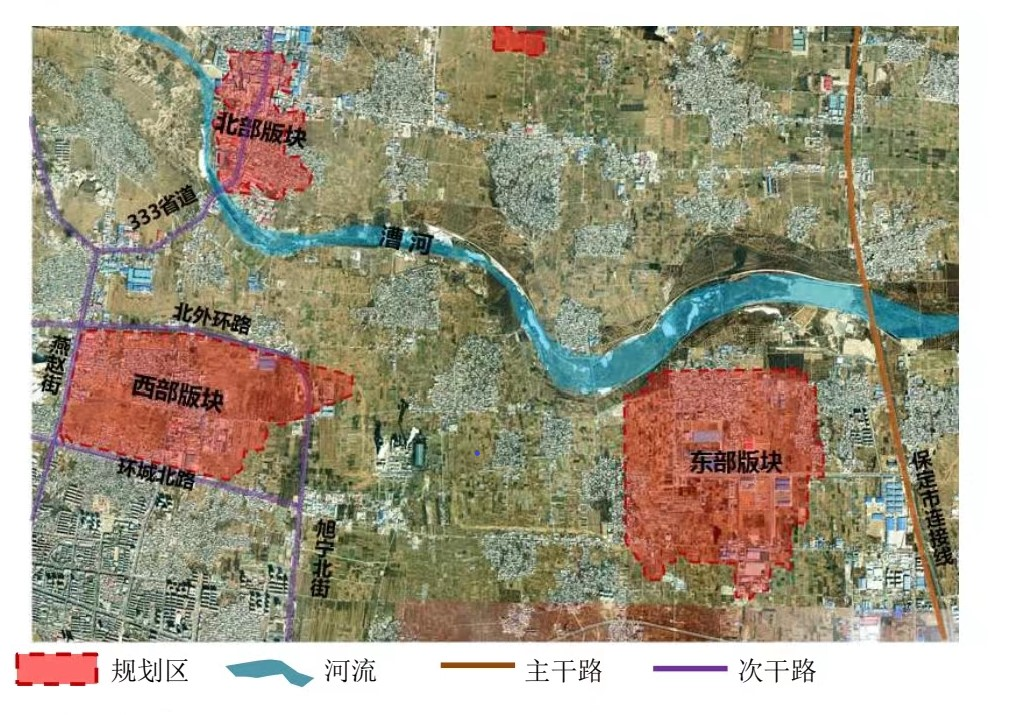 北部版块
333省道
漕河
北外环路
燕赵街
西部版块
环城北路
东部版块
旭宁北街
保定市连接线
规划区
河流
主干路
次干路